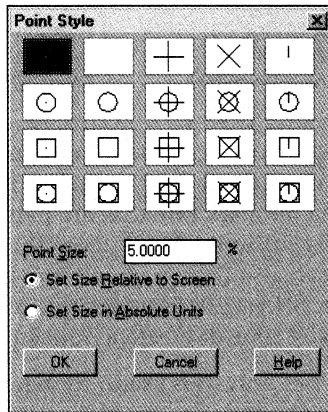 Point Style
Point Size: 5.0000 %
Set Size Relative to Screen
Set Size in Absolute Units
OK Cancel Help